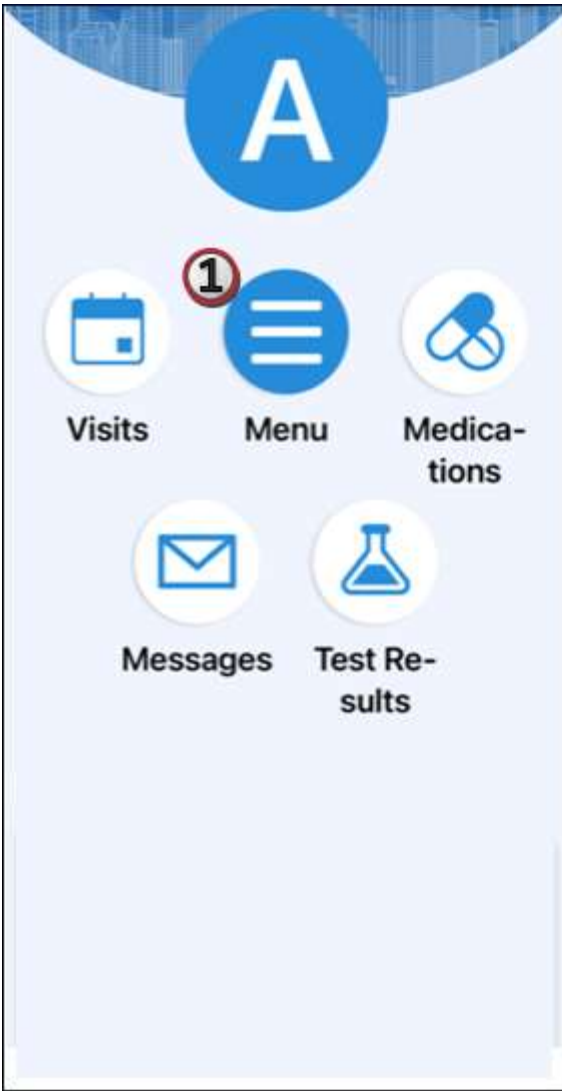 A
1
Visits
Menu
Medica-
tions
Messages
Test Re-
sults